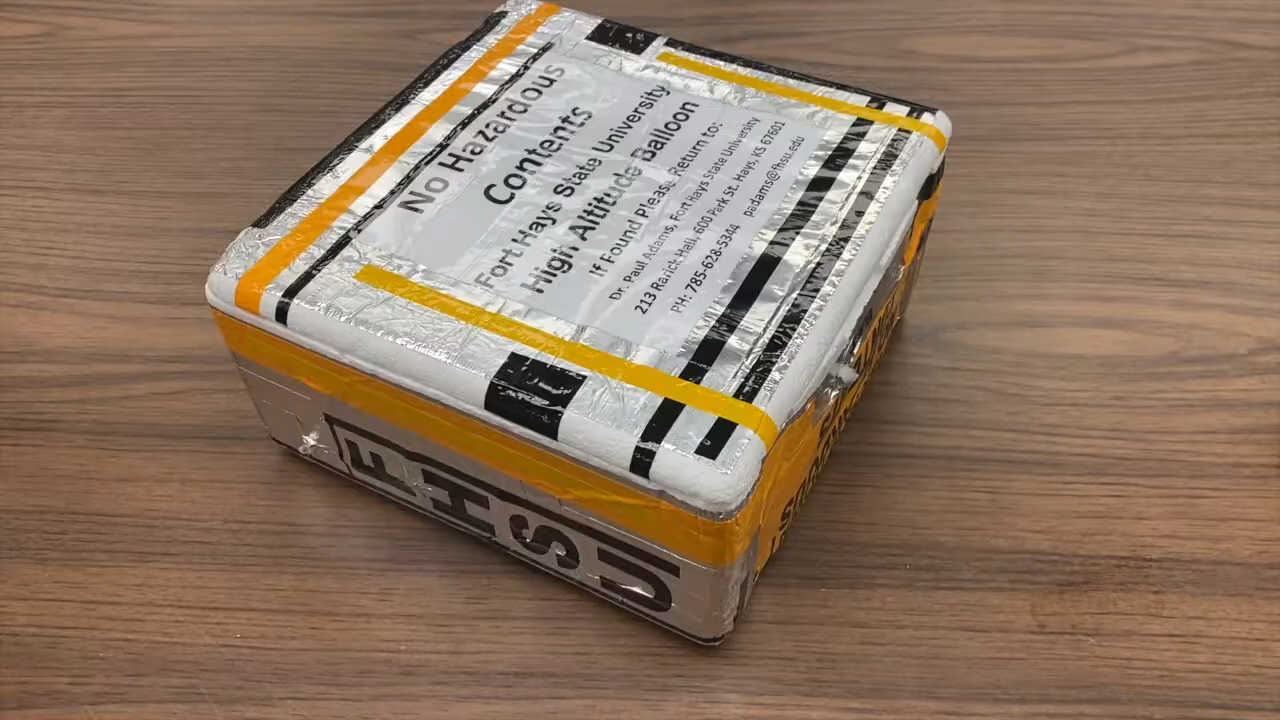 No Hazardous
Contents
Fort Hays State University
High Altitude Balloon
If Found Please Return to:
Dr. Paul Adams, Fort Hays State University
213 Rarick Hall, 600 Park St. Hays, KS 67601
PH: 785-628-5344 padams@fhsu.edu
FHSU